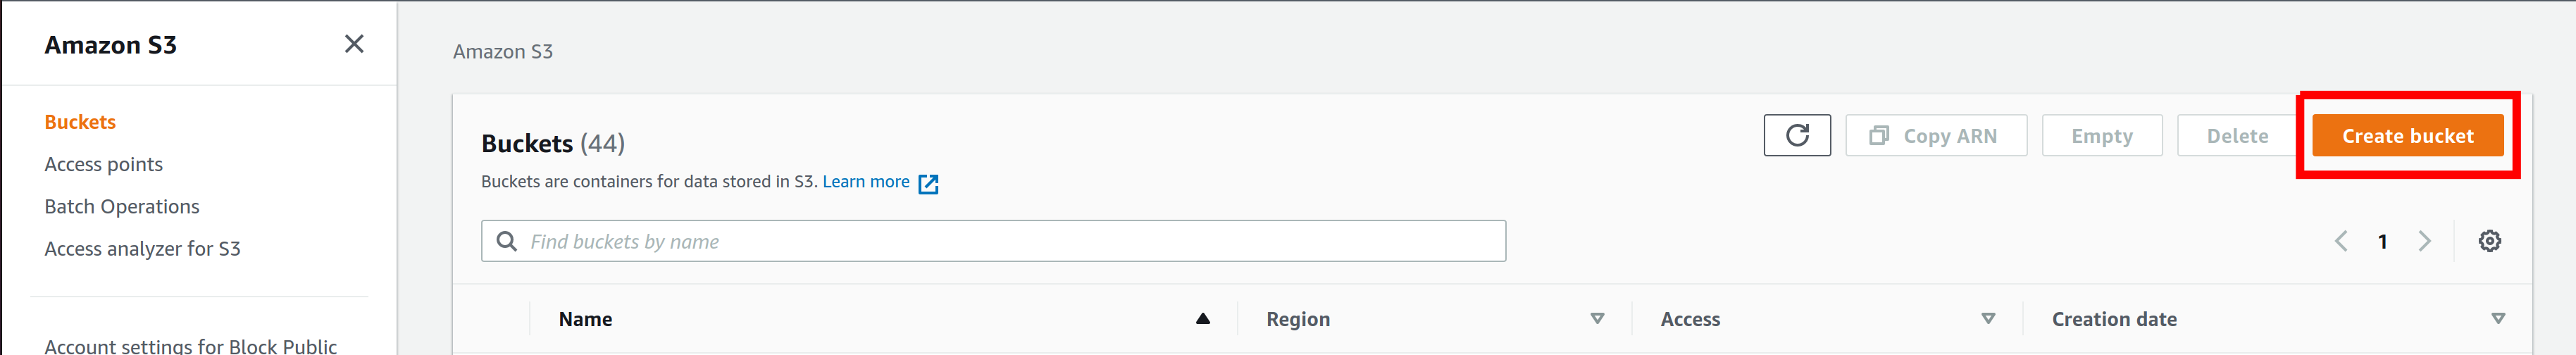 Amazon S3
Buckets
Access points
Batch Operations
Access analyzer for S3
Account settings for Block Public
Amazon S3
Buckets (44)
Copy ARN
Empty
Delete
Create bucket
Buckets are containers for data stored in S3. Learn more
Find buckets by name
1
Name
Region
Access
Creation date